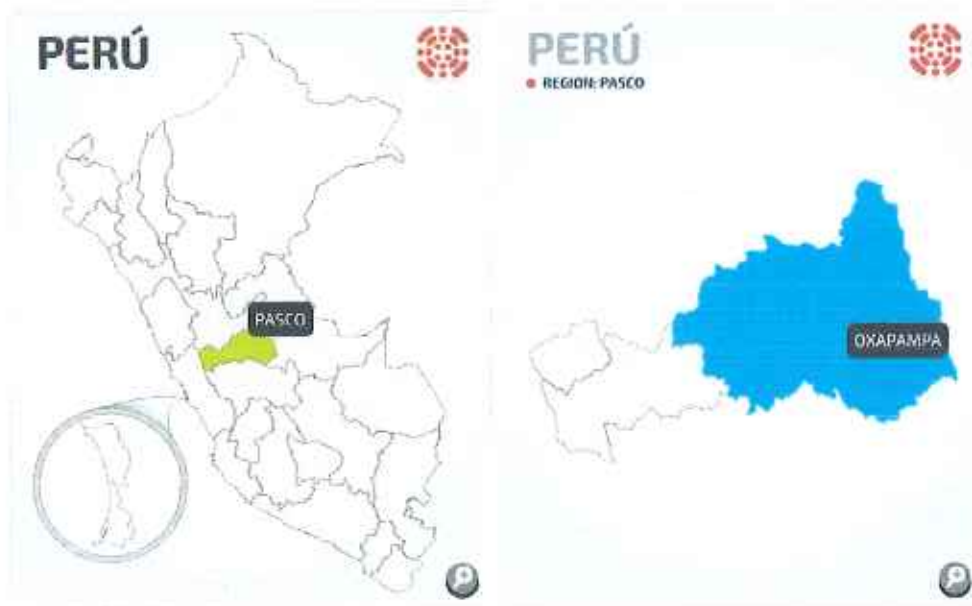 PERÚ
PASCO
PERÚ
REGION: PASCO
OXAPAMPA